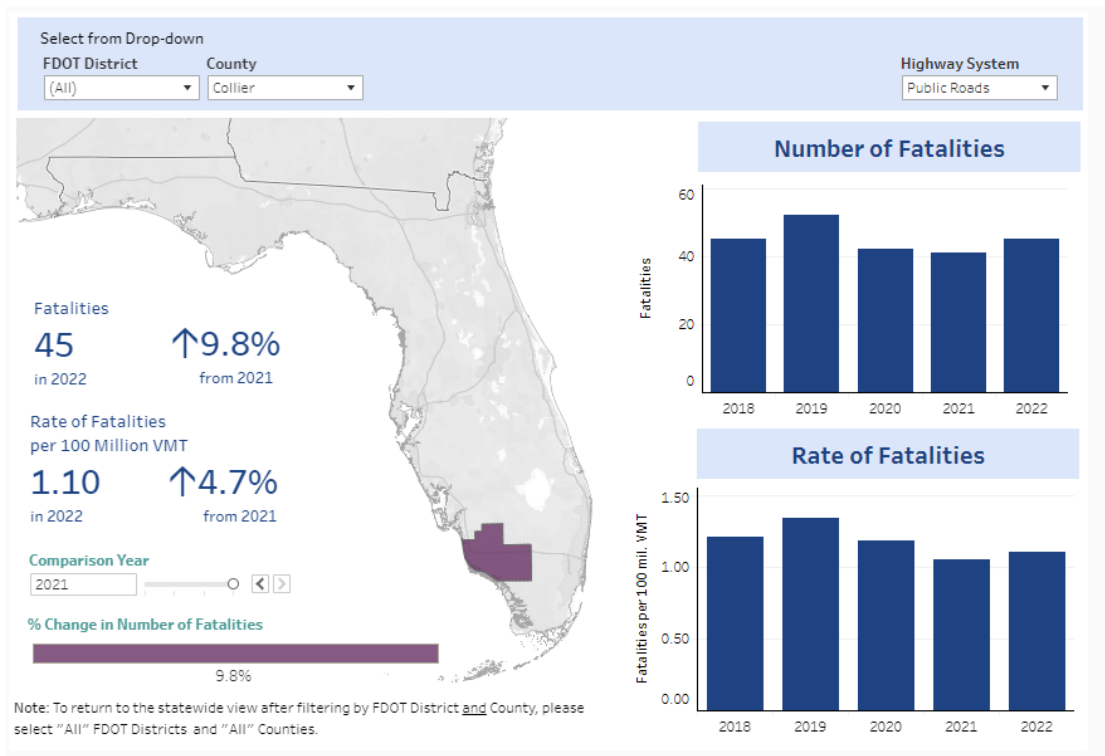 Select from Drop-down
FDOT District
County
Highway System
(All)
Collier
Public Roads
Fatalities
45
↑9.8%
in 2022
from 2021
Rate of Fatalities
per 100 Million VMT
1.10
↑4.7%
in 2022
from 2021
Comparison Year
2021
% Change in Number of Fatalities
9.8%
Note: To return to the statewide view after filtering by FDOT District and County, please
select "All" FDOT Districts and "All" Counties.
Number of Fatalities
Fatalities
60
40
20
0
2018 2019 2020 2021 2022
Rate of Fatalities
Fatalities per 100 mil. VMT
1.50
1.00
0.50
0.00
2018 2019 2020 2021 2022